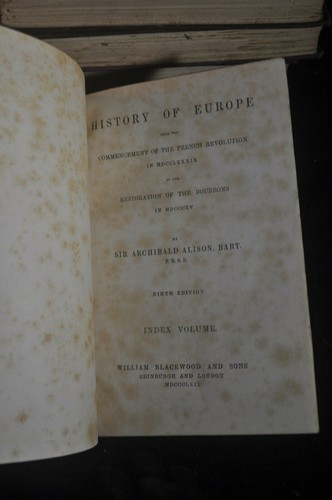 HISTORY OF EUROPE
FROM THE
COMMENCEMENT OF THE FRENCH REVOLUTION
IN MDCCLXXXIX
TO THE
RESTORATION OF THE BOURBONS
IN MDCCCXV
BY
SIR ARCHIBALD ALISON, BART.
NINTH EDITION
INDEX VOLUME.
WILLIAM BLACKWOOD AND SONS
EDINBURGH AND LONDON